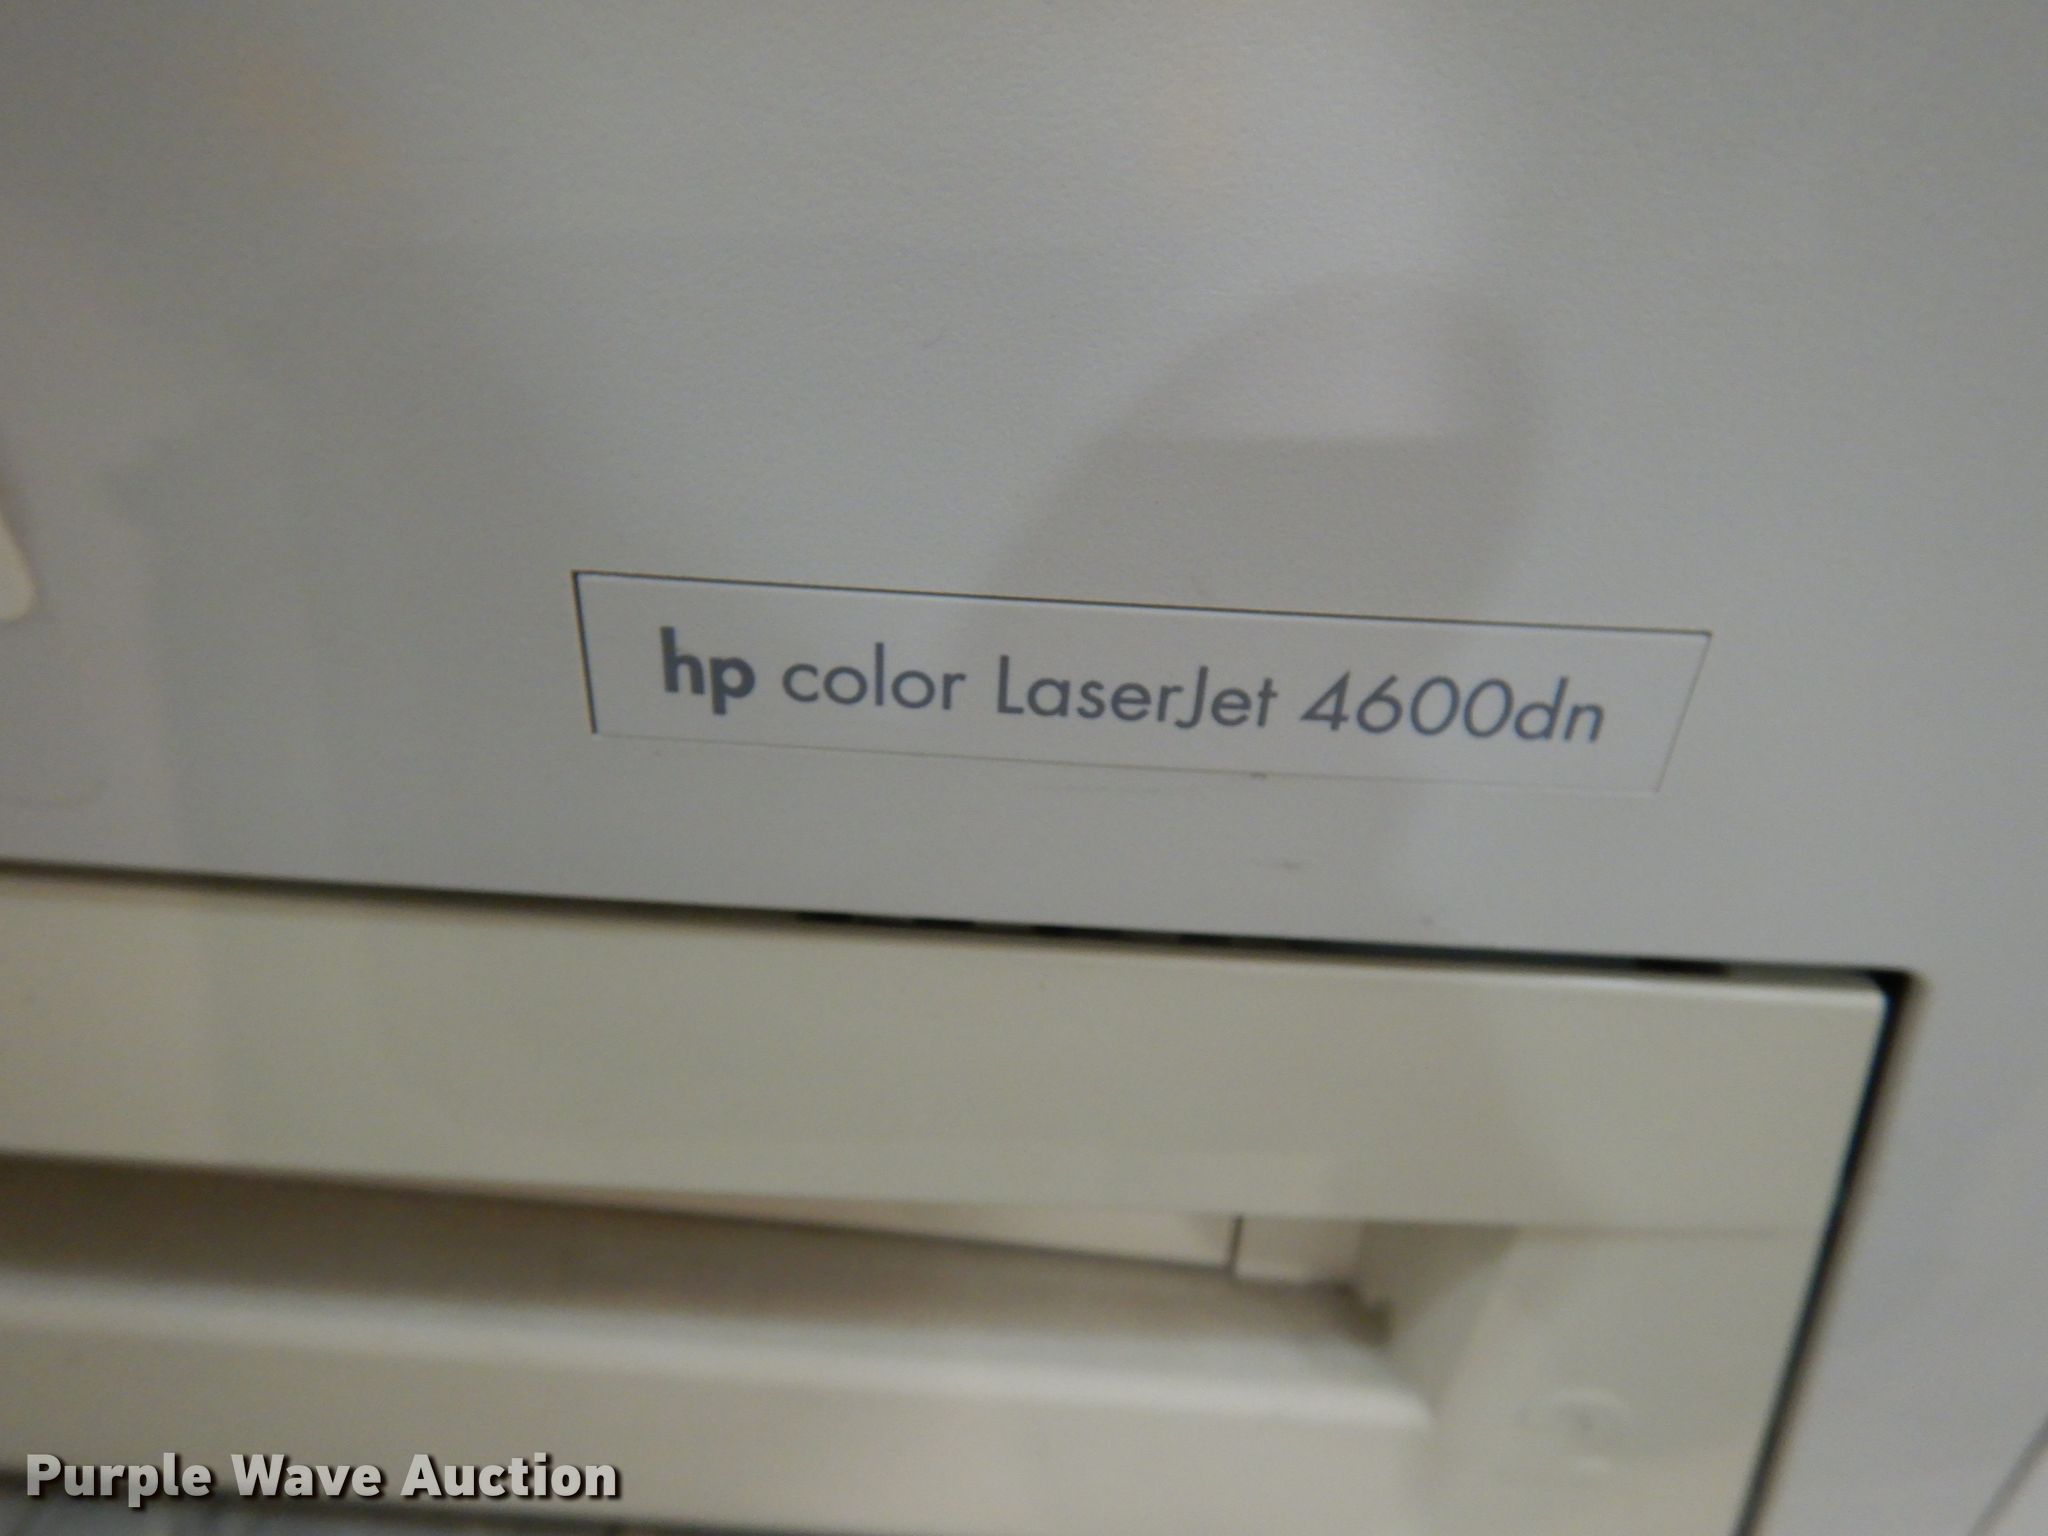 hp color LaserJet 4600dn
Purple Wave Auction